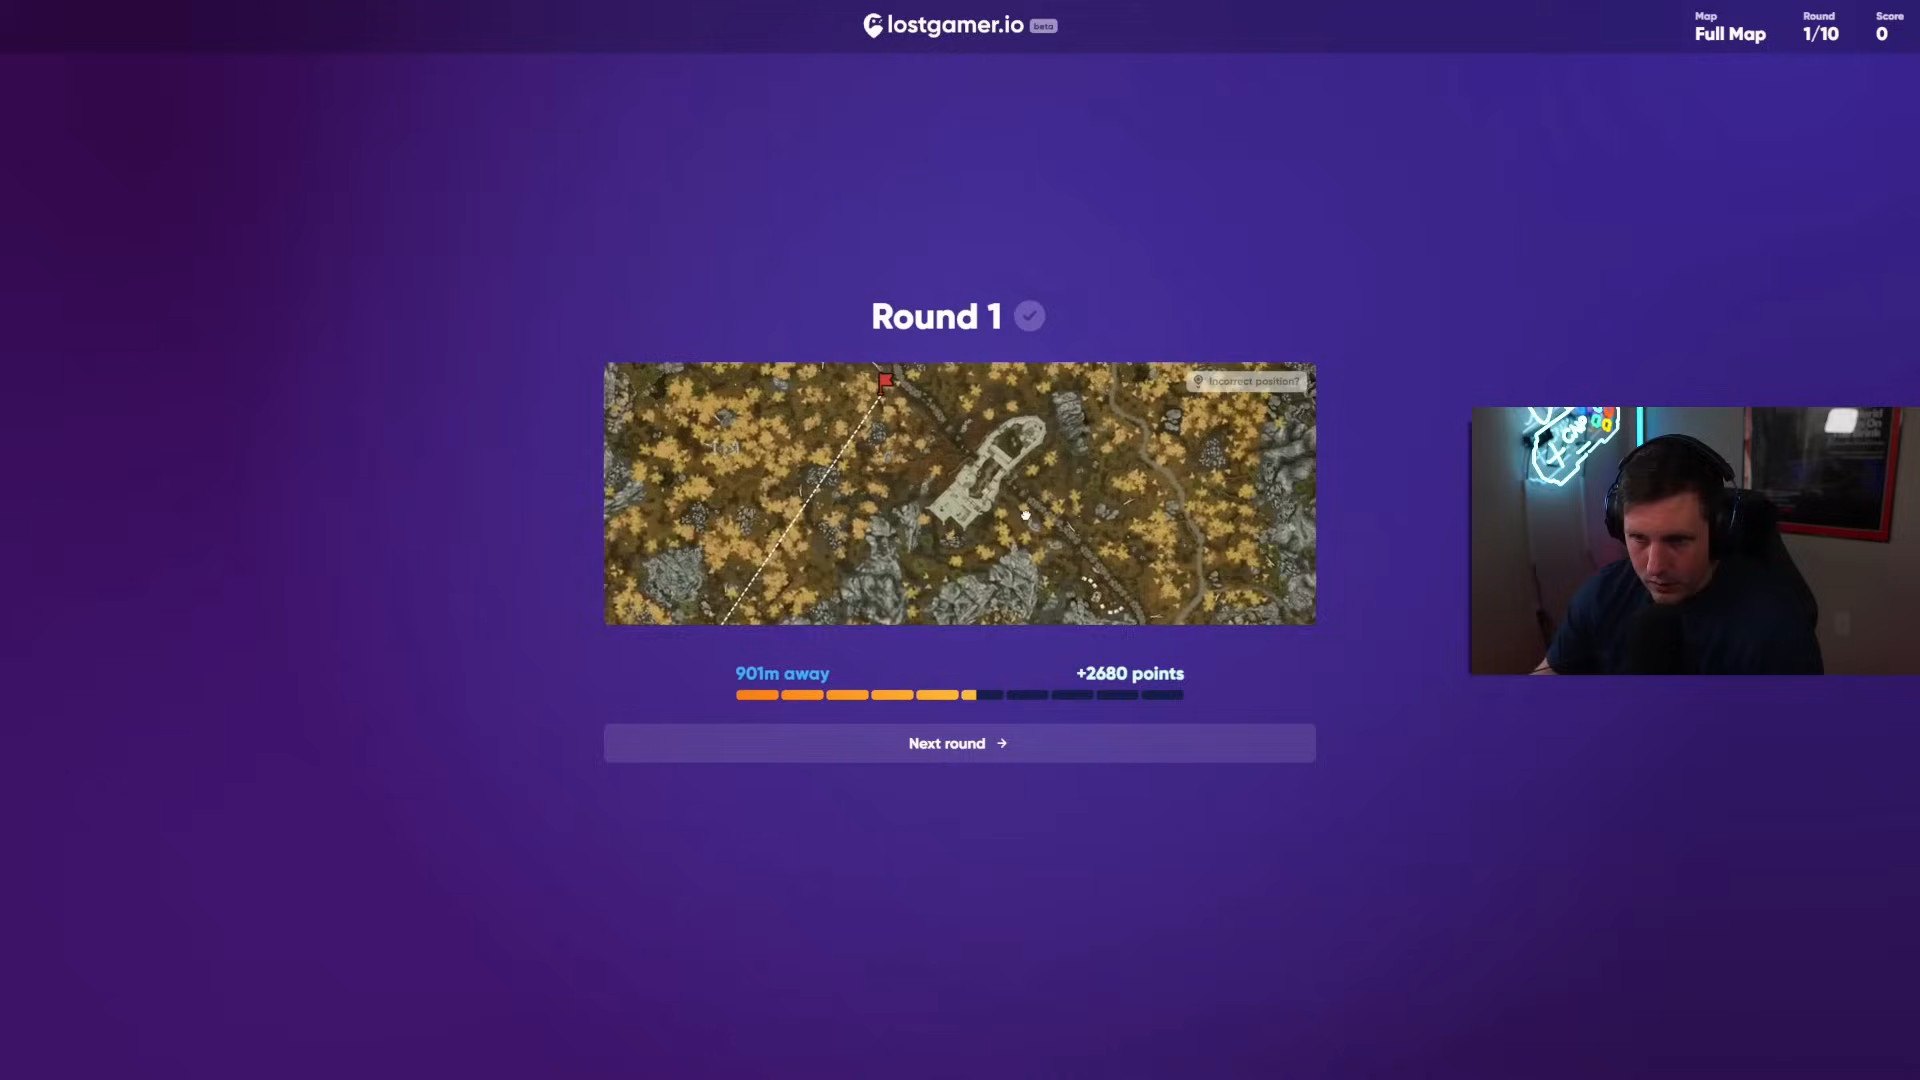 lostgamer.io beta
Map
Full Map
Round
1/10
Score
0
Round 1
Incorrect position?
901m away
+2680 points
Next round →